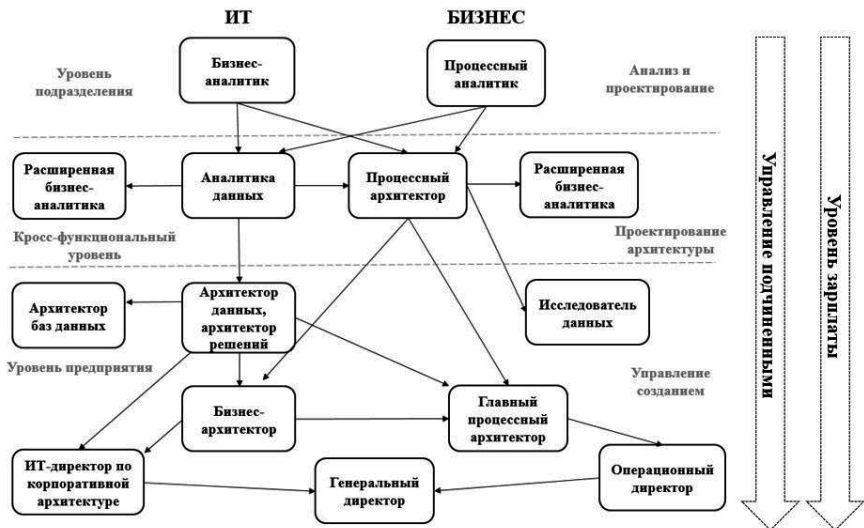 ИТ
БИЗНЕС
Бизнес-
аналитик
Процессный
аналитик
Уровень
подразделения
Анализ и
проектирование
Расширенная
бизнес-
аналитика
Аналитика
данных
Процессный
архитектор
Расширенная
бизнес-
аналитика
Кросс-функциональный
уровень
Проектирование
архитектуры
Архитектор
баз данных
Архитектор
данных,
архитектор
решений
Исследователь
данных
Уровень предприятия
Управление
созданием
Бизнес-
архитектор
Главный
процессный
архитектор
ИТ-директор по
корпоративной
архитектуре
Генеральный
директор
Операционный
директор
Управление подчиненными
Уровень зарплаты